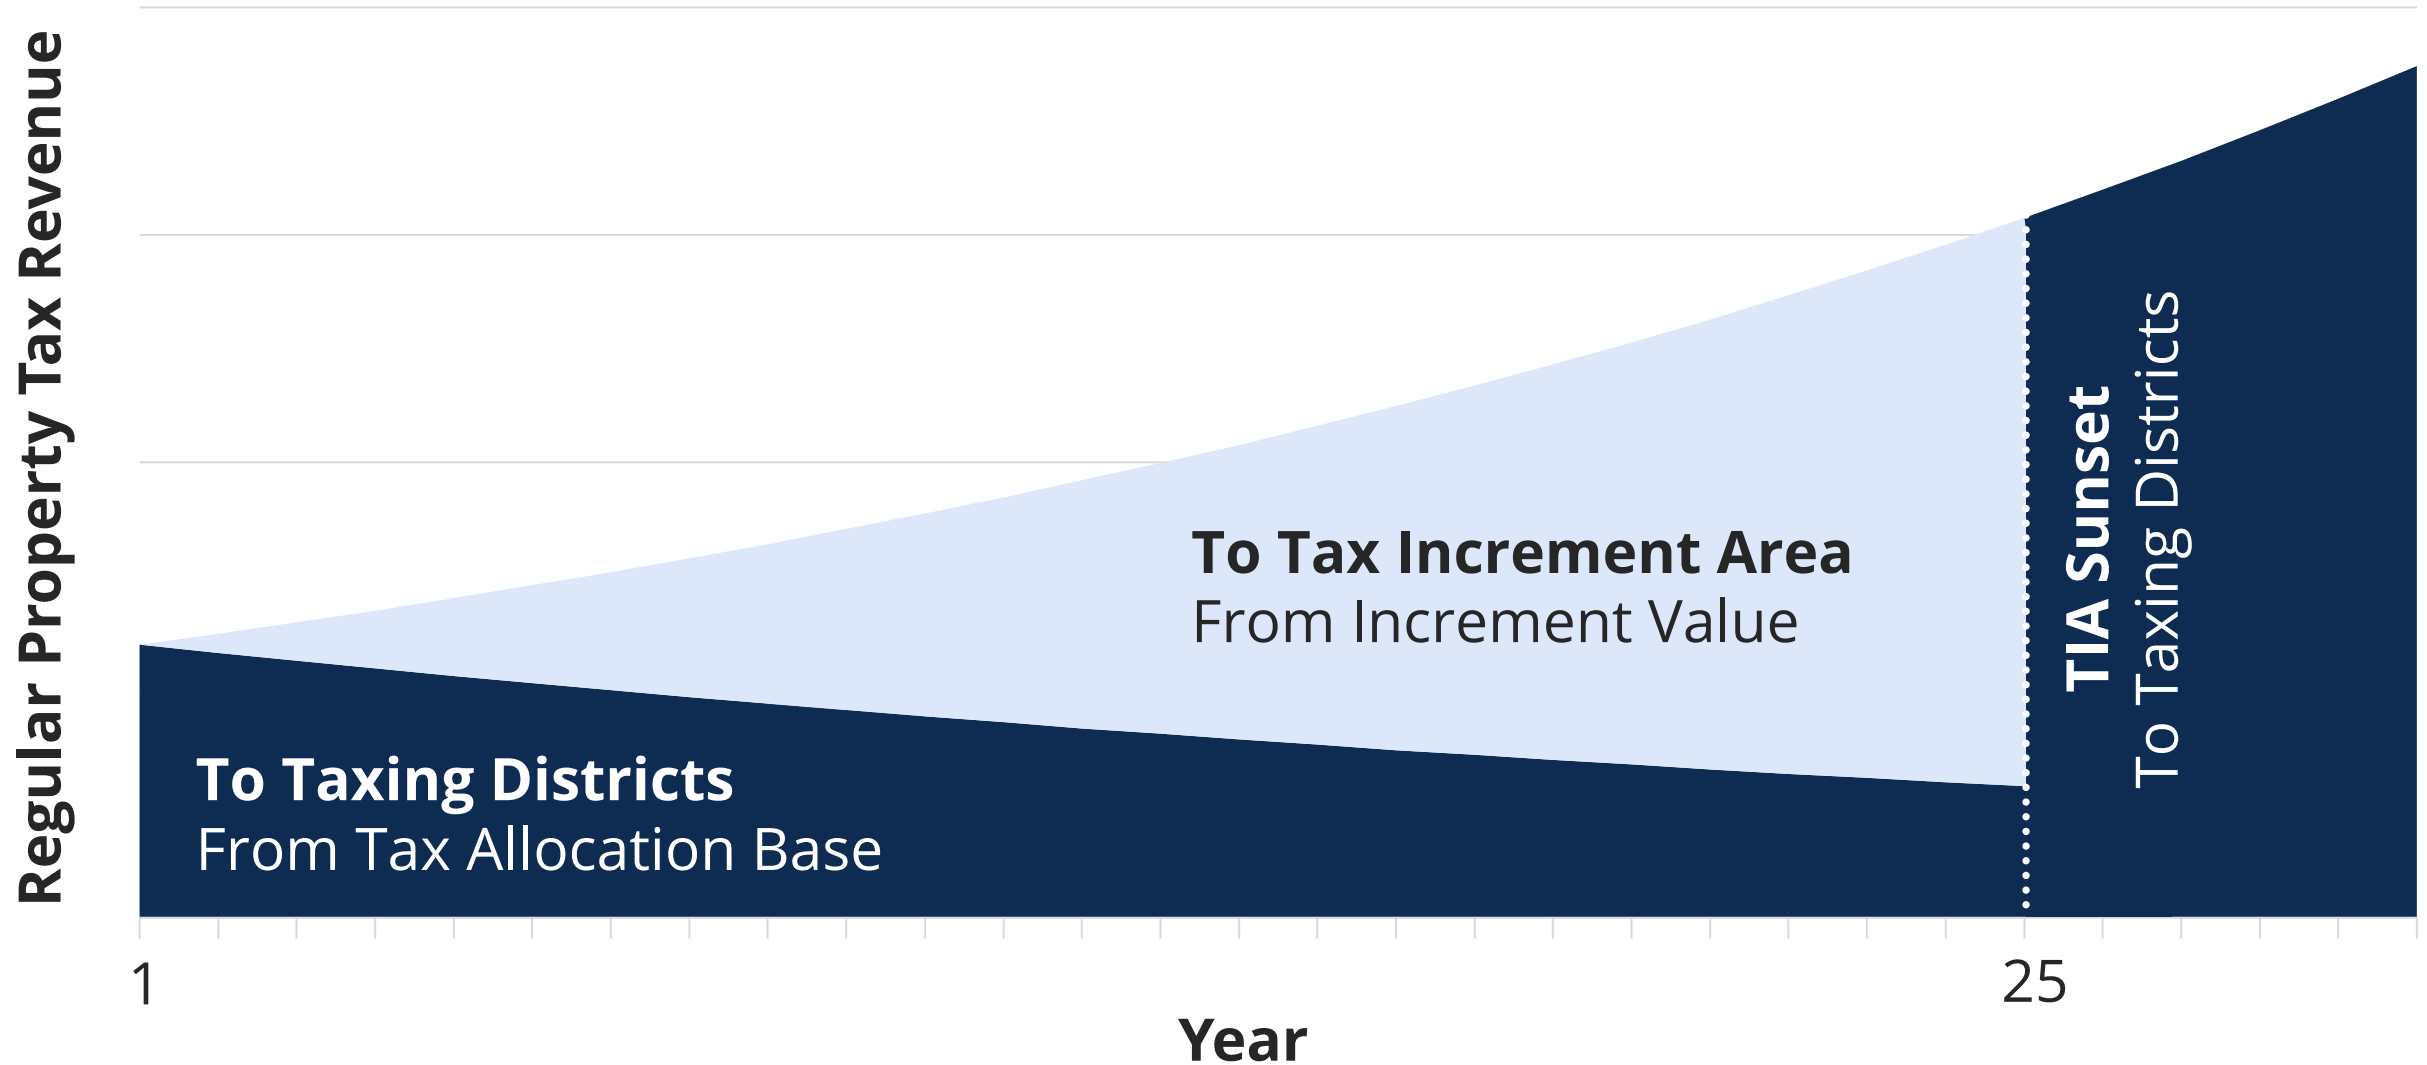 Regular Property Tax Revenue
To Tax Increment Area
From Increment Value
To Taxing Districts
From Tax Allocation Base
TIA Sunset
To Taxing Districts
1
25
Year